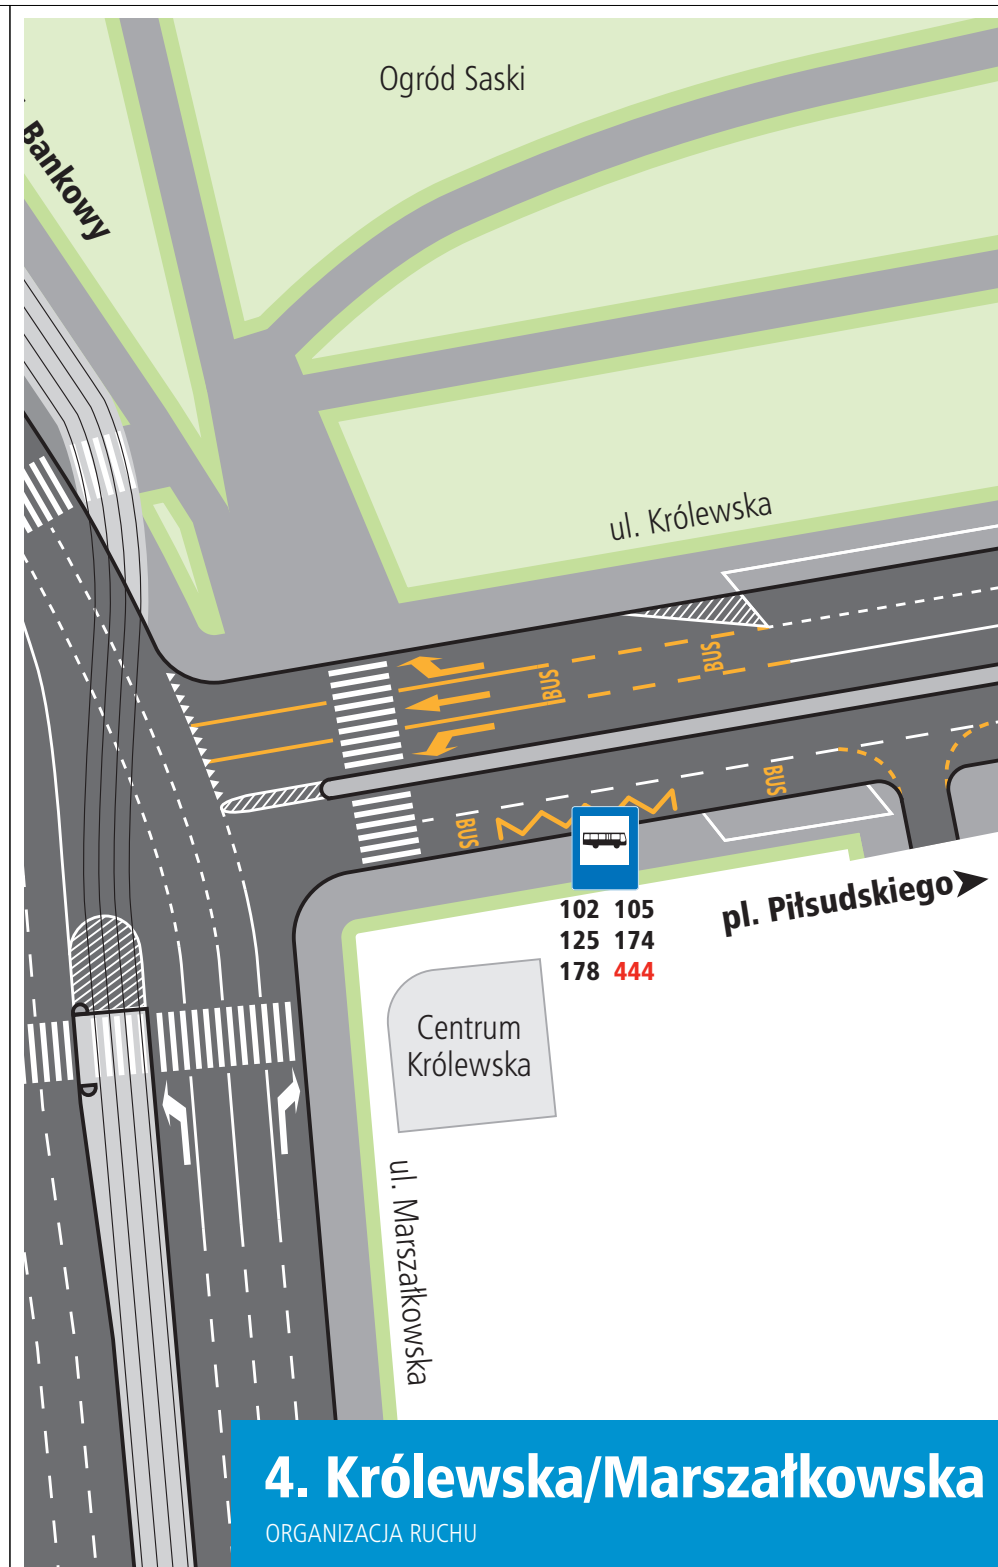 Ogród Saski
Bankowy
ul. Królewska
BUS
BUS
BUS
BUS
102 105
125 174
178 444
pl. Piłsudskiego
Centrum
Królewska
ul. Marszałkowska
4. Królewska/Marszałkowska
ORGANIZACJA RUCHU